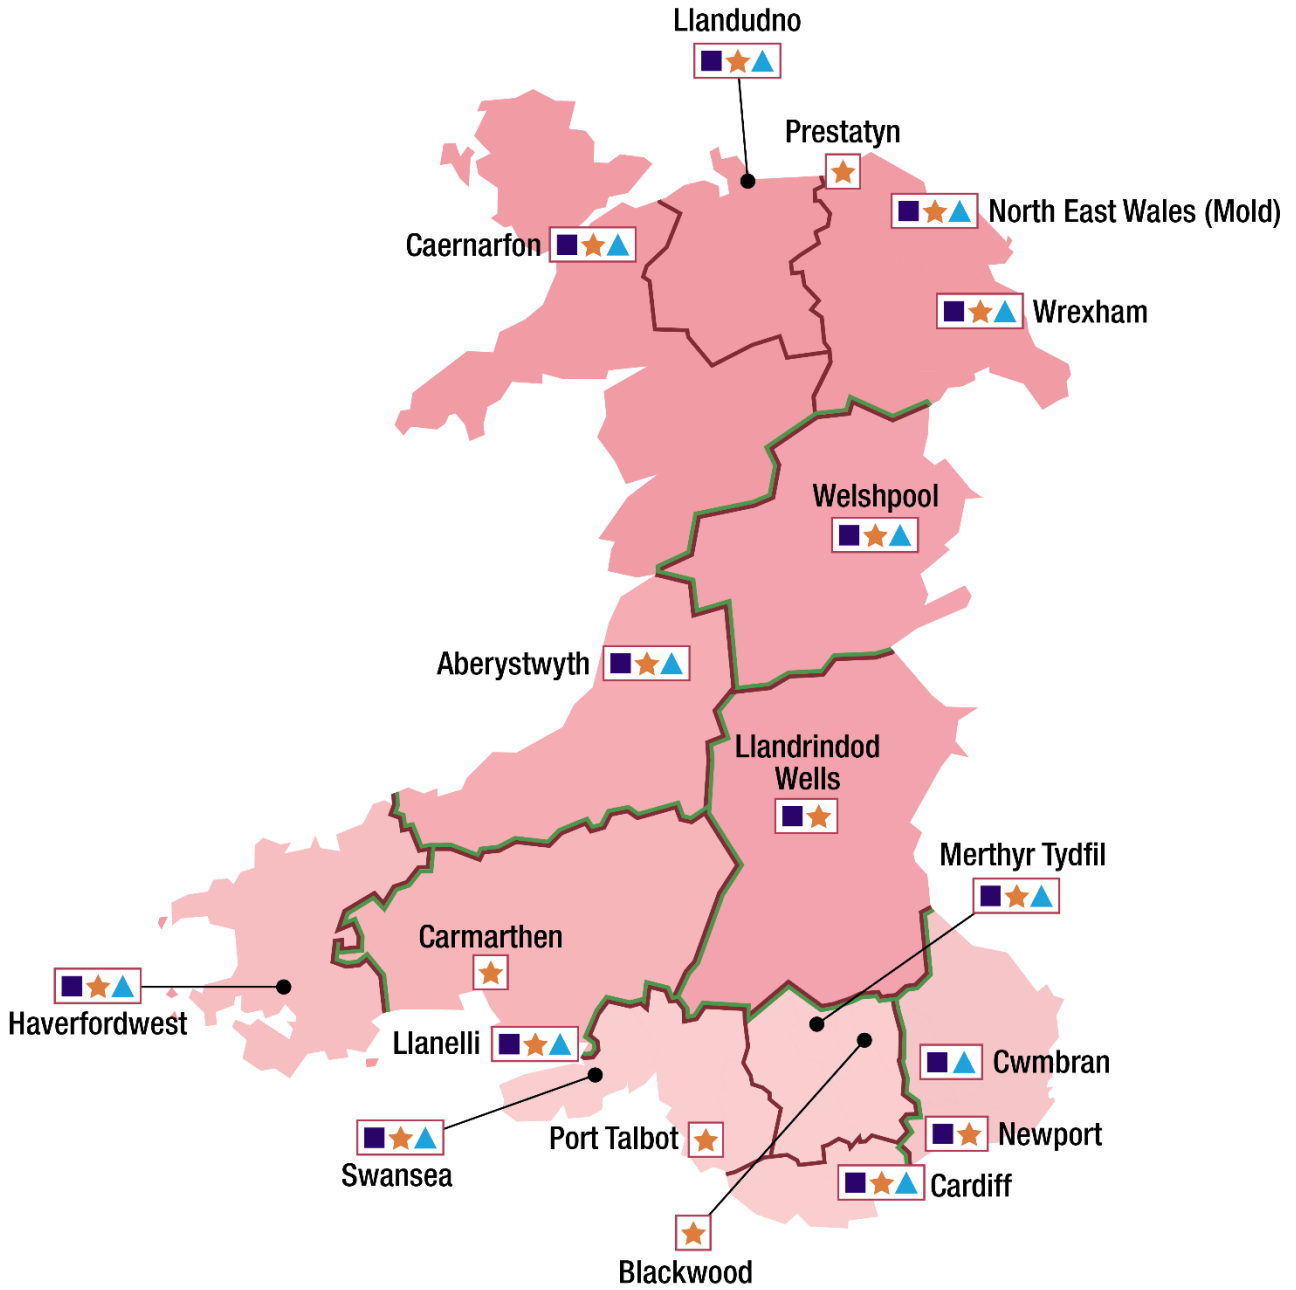 Llandudno
Prestatyn
North East Wales (Mold)
Caernarfon
Wrexham
Welshpool
Aberystwyth
Llandrindod
Wells
Merthyr Tydfil
Carmarthen
Haverfordwest
Llanelli
Cwmbran
Newport
Port Talbot
Swansea
Cardiff
Blackwood